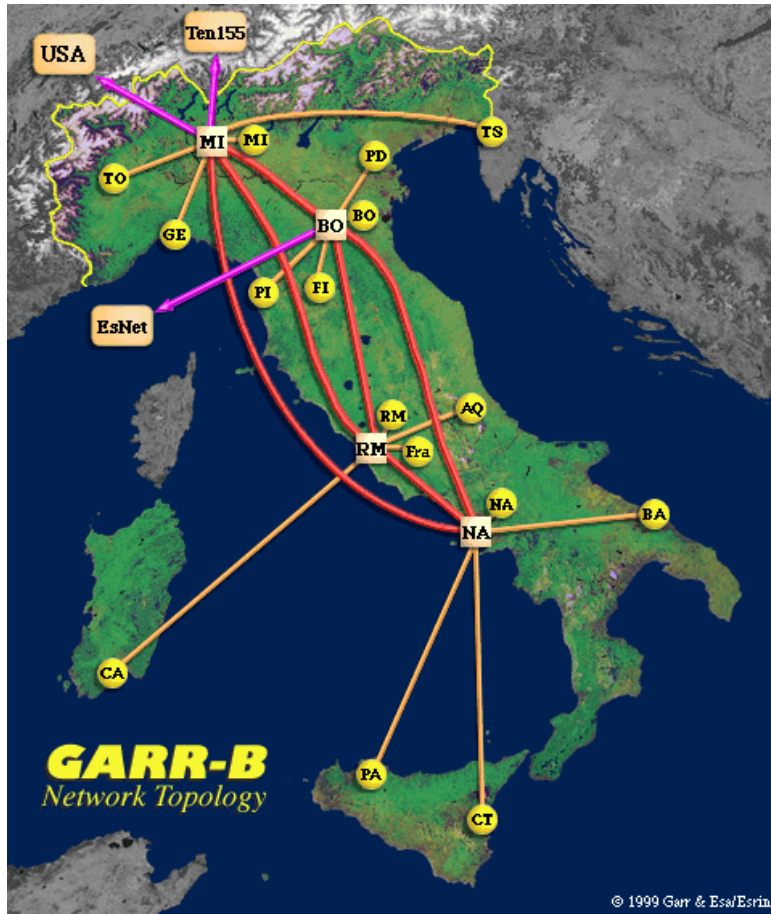 Ten155
USA
TS
MI
MI
PD
TO
BO
BO
GE
PI
FI
EsNet
RM
AQ
RM
Fra
NA
BA
NA
CA
GARR-B
Network Topology
PA
CT
© 1999 Garr & Esa/Esrin